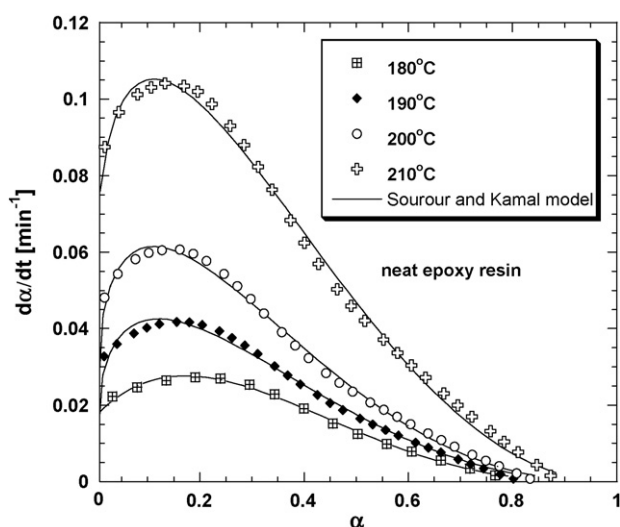 0.12
0.1
0.08
0.06
0.04
0.02
0
dα/dt [min⁻¹]
180°C
190°C
200°C
210°C
Sourour and Kamal model
neat epoxy resin
0 0.2 0.4 0.6 0.8 1
α